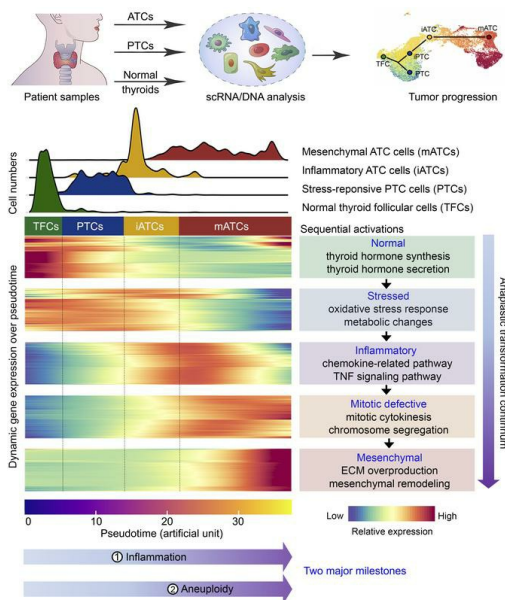 ATCs
PTCs
Normal
thyroids
Patient samples
scRNA/DNA analysis
Tumor progression
iATC
mATC
TFC
iPTC
PTC
Cell numbers
Mesenchymal ATC cells (mATCs)
Inflammatory ATC cells (iATCs)
Stress-reponsive PTC cells (PTCs)
Normal thyroid follicular cells (TFCs)
TFCs
PTCs
iATCs
mATCs
Sequential activations
Dynamic gene expression over pseudotime
Normal
thyroid hormone synthesis
thyroid hormone secretion
Stressed
oxidative stress response
metabolic changes
Inflammatory
chemokine-related pathway
TNF signaling pathway
Mitotic defective
mitotic cytokinesis
chromosome segregation
Mesenchymal
ECM overproduction
mesenchymal remodeling
Anaplastic transformation continuum
0 10 20 30
Pseudotime (artificial unit)
Low High
Relative expression
1 Inflammation
2 Aneuploidy
Two major milestones